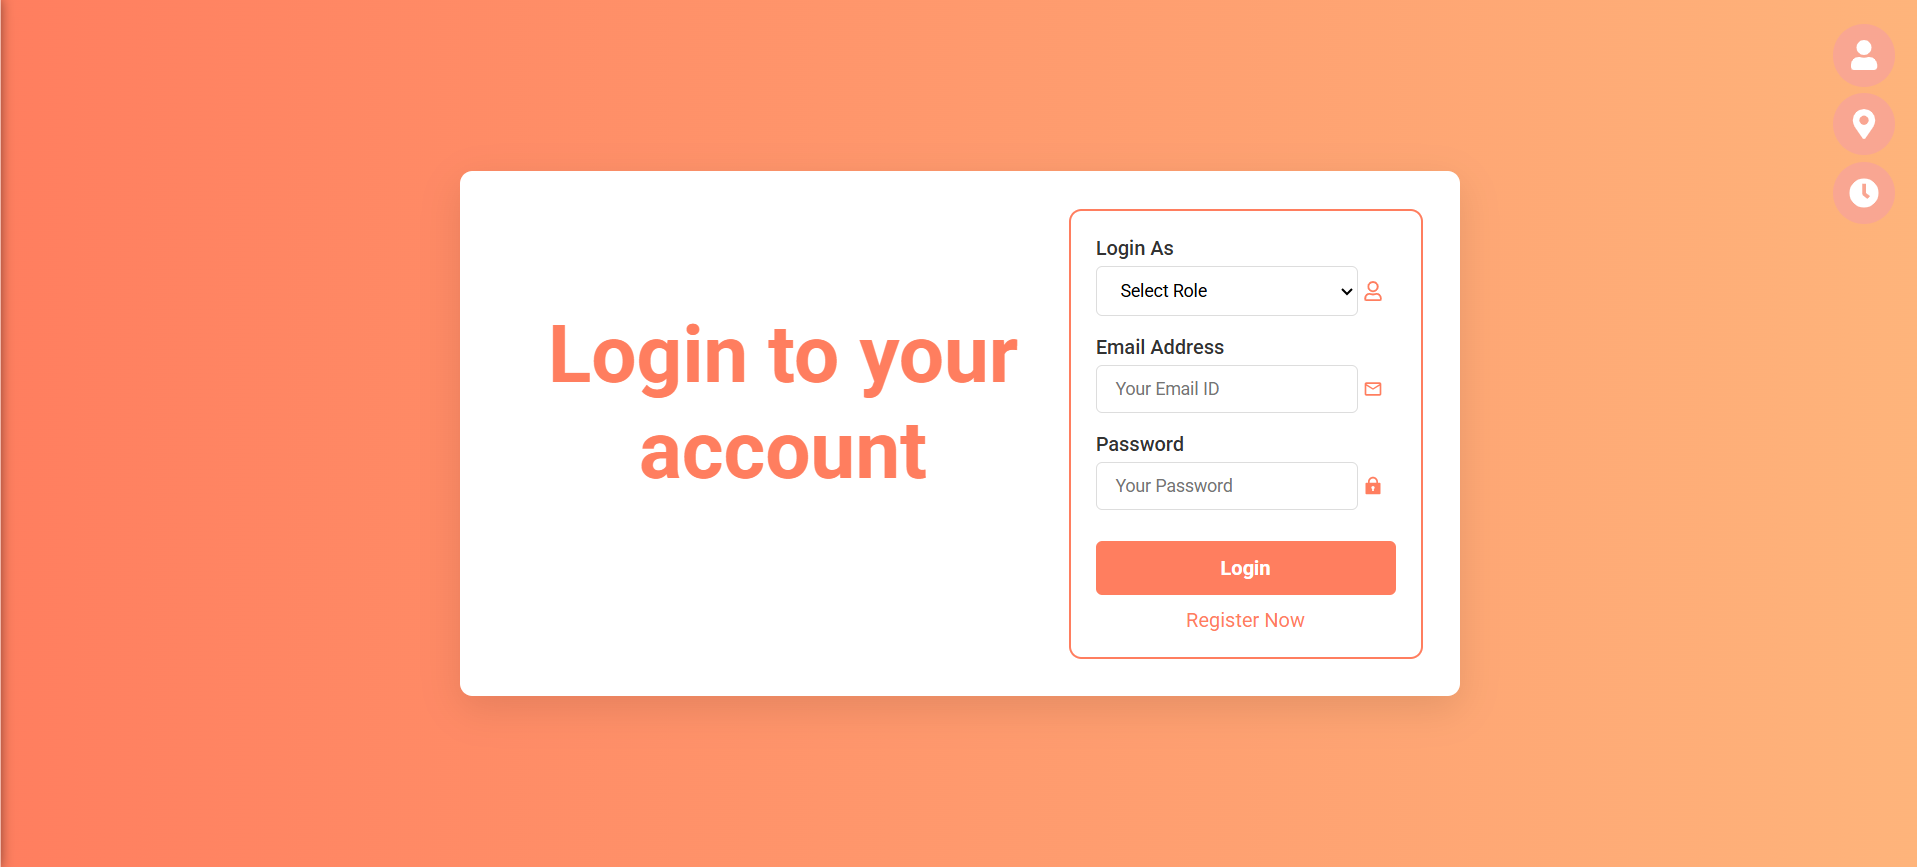 Login to your
account
Login As
Select Role
Email Address
Your Email ID
Password
Your Password
Login
Register Now